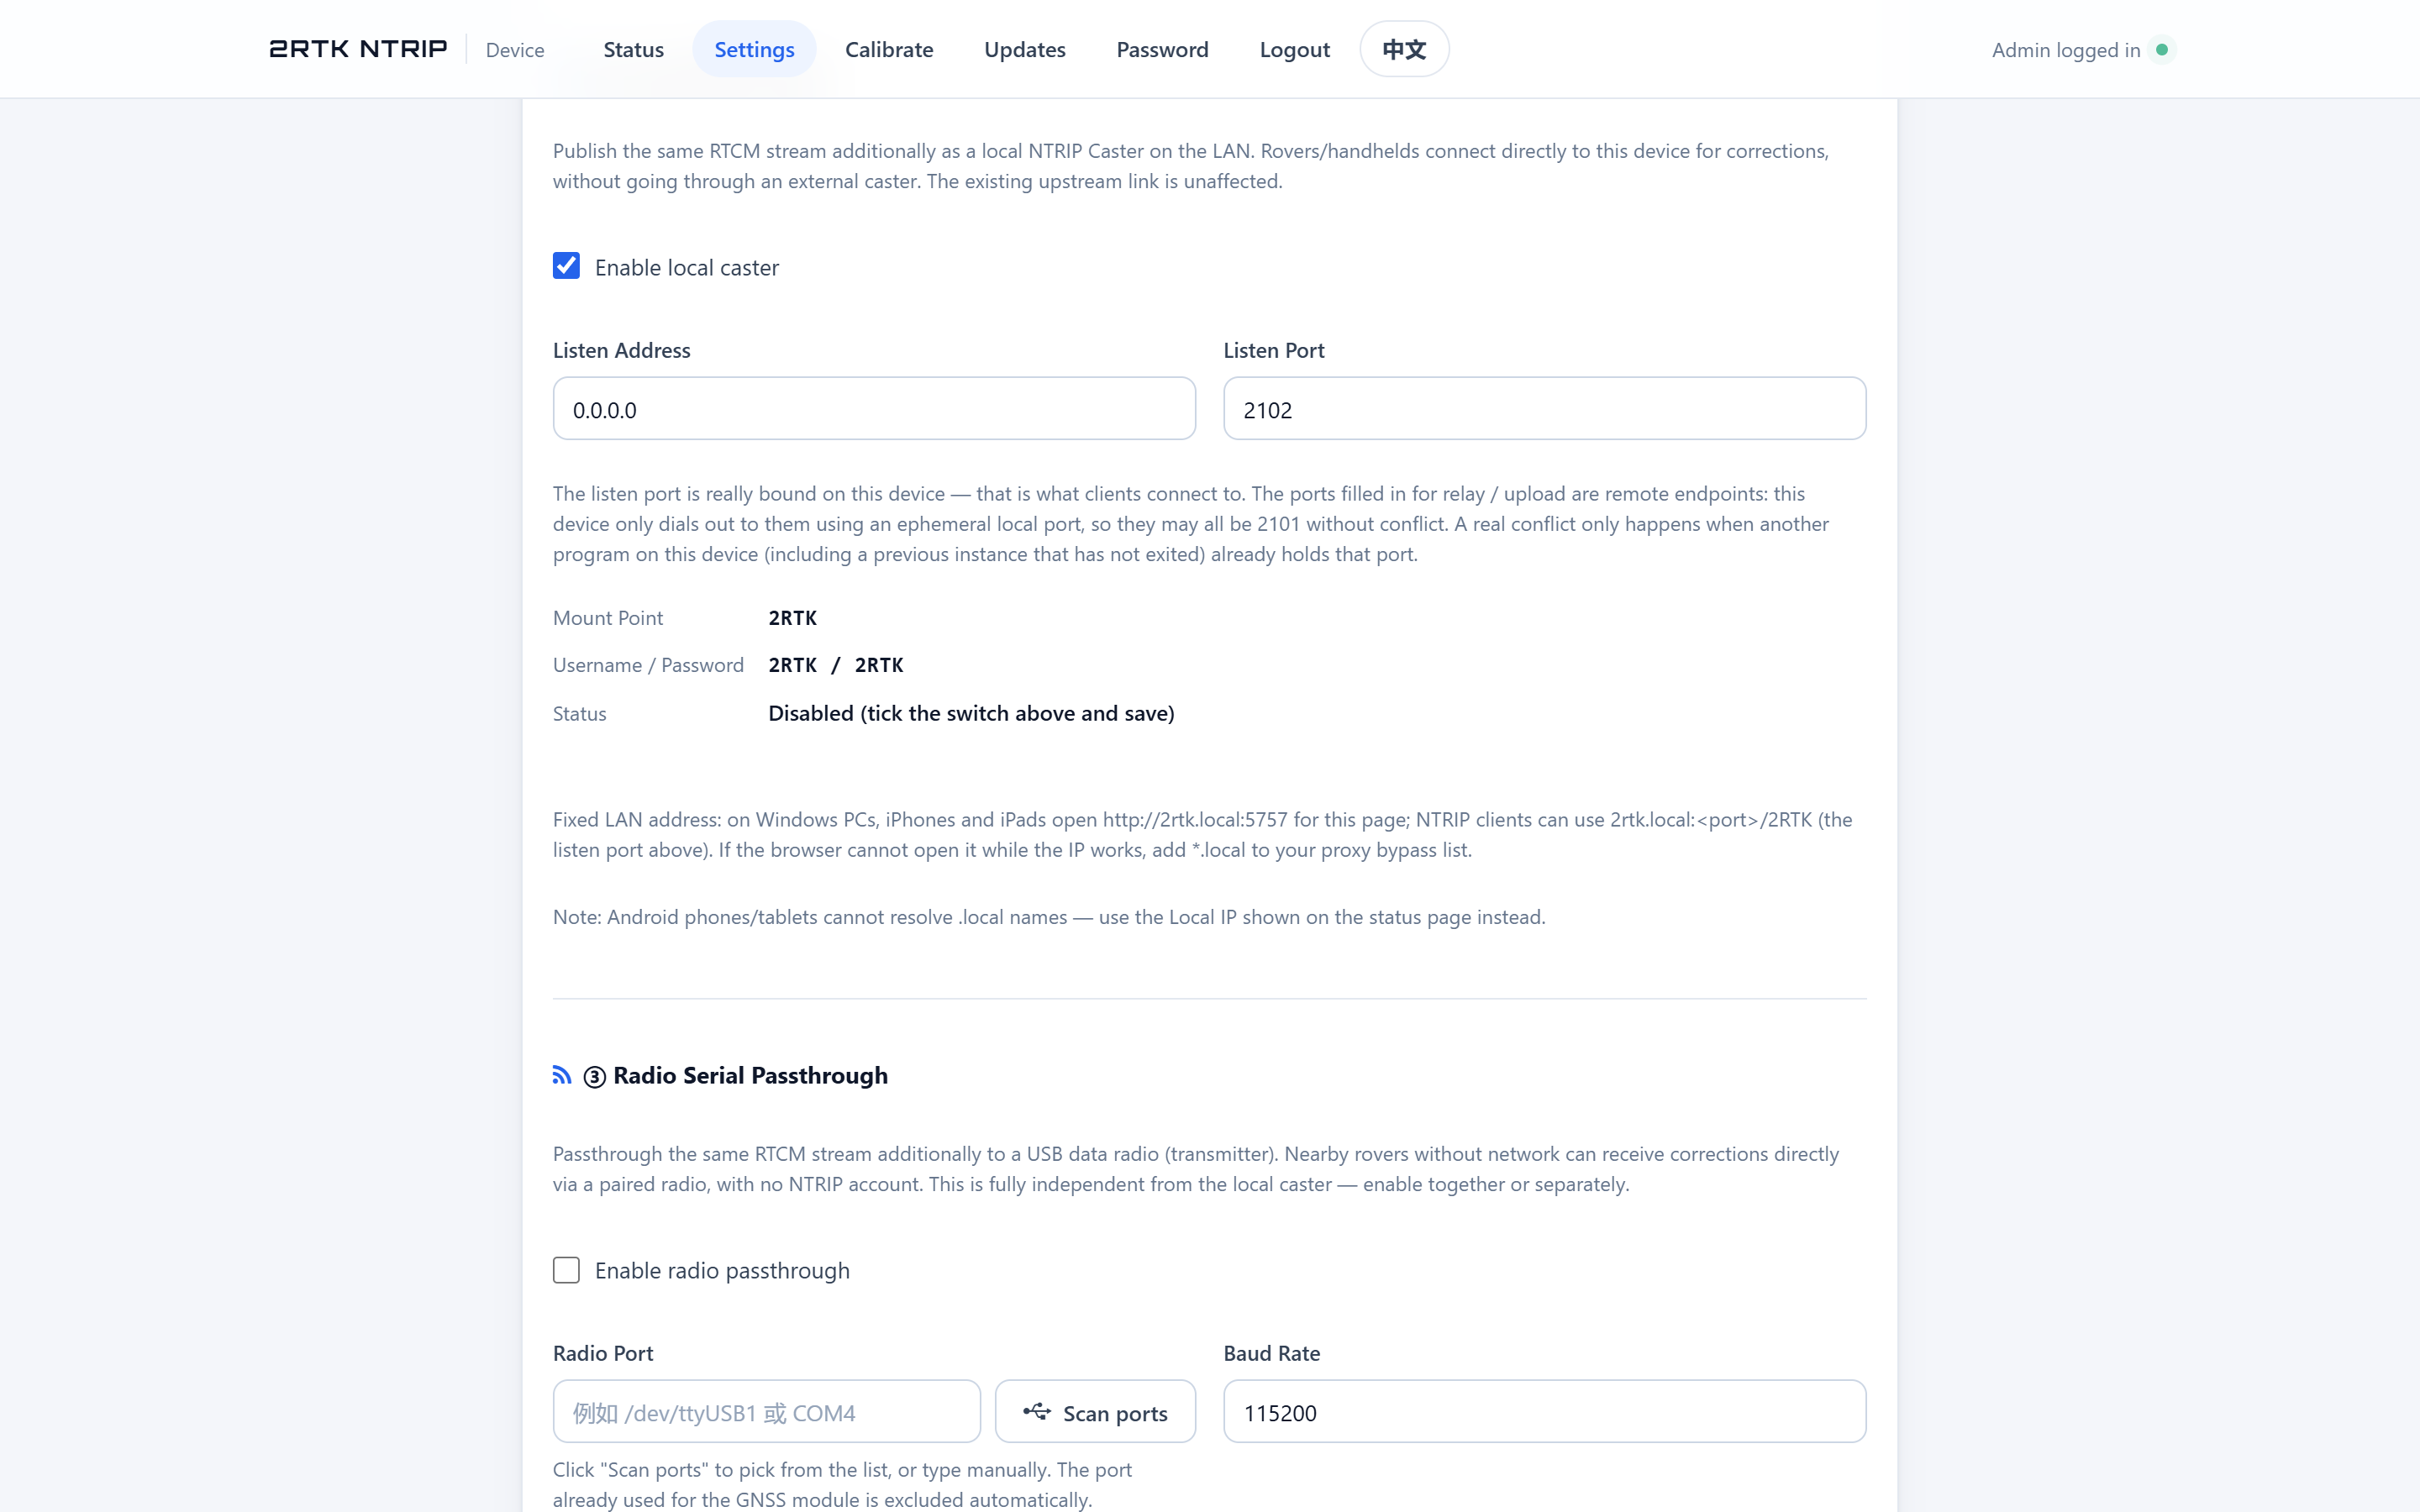 2RTK NTRIP Device Status Settings Calibrate Updates Password Logout 中文 Admin logged in
Publish the same RTCM stream additionally as a local NTRIP Caster on the LAN. Rovers/handhelds connect directly to this device for corrections,
without going through an external caster. The existing upstream link is unaffected.
Enable local caster
Listen Address Listen Port
0.0.0.0 2102
The listen port is really bound on this device — that is what clients connect to. The ports filled in for relay / upload are remote endpoints: this
device only dials out to them using an ephemeral local port, so they may all be 2101 without conflict. A real conflict only happens when another
program on this device (including a previous instance that has not exited) already holds that port.
Mount Point 2RTK
Username / Password 2RTK / 2RTK
Status Disabled (tick the switch above and save)
Fixed LAN address: on Windows PCs, iPhones and iPads open http://2rtk.local:5757 for this page; NTRIP clients can use 2rtk.local:<port>/2RTK (the
listen port above). If the browser cannot open it while the IP works, add *.local to your proxy bypass list.
Note: Android phones/tablets cannot resolve .local names — use the Local IP shown on the status page instead.
③ Radio Serial Passthrough
Passthrough the same RTCM stream additionally to a USB data radio (transmitter). Nearby rovers without network can receive corrections directly
via a paired radio, with no NTRIP account. This is fully independent from the local caster — enable together or separately.
Enable radio passthrough
Radio Port Baud Rate
例如 /dev/ttyUSB1 或 COM4 Scan ports 115200
Click "Scan ports" to pick from the list, or type manually. The port
already used for the GNSS module is excluded automatically.